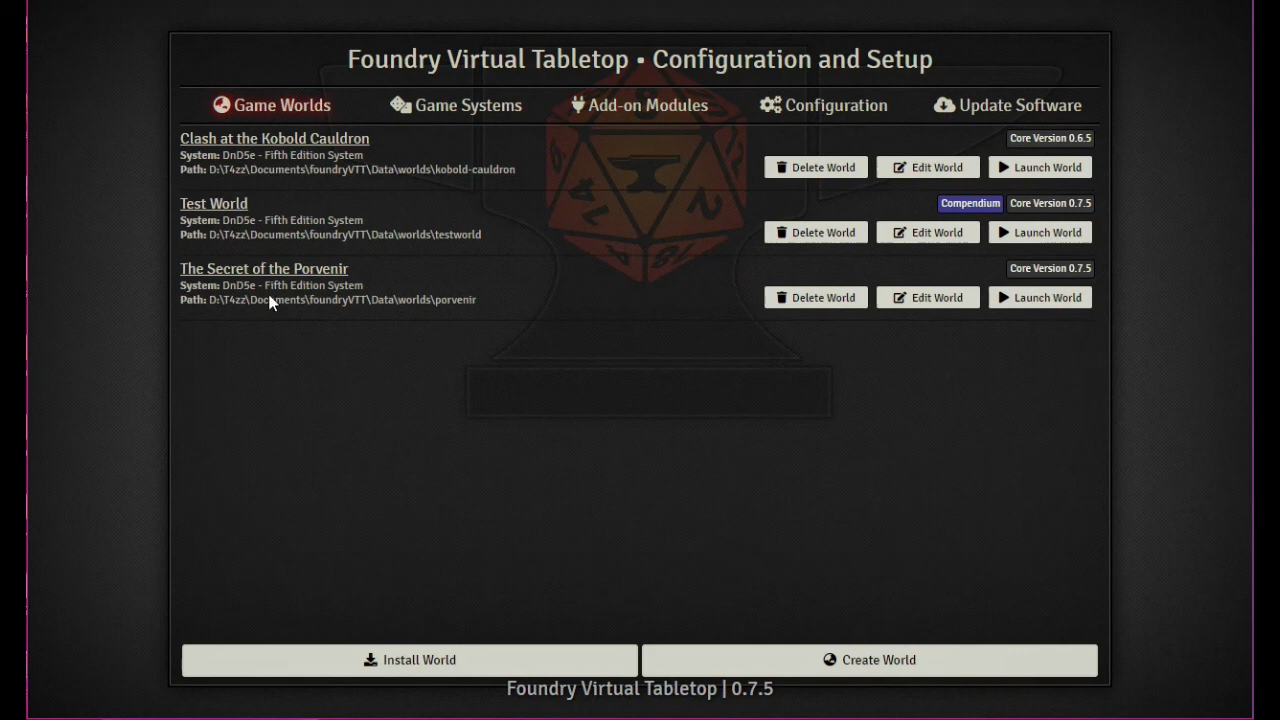 Foundry Virtual Tabletop • Configuration and Setup
Game Worlds Game Systems Add-on Modules Configuration Update Software
Clash at the Kobold Cauldron Core Version 0.6.5
System: DnD5e - Fifth Edition System
Path: D:\T4zz\Documents\foundryVTT\Data\worlds\kobold-cauldron Delete World Edit World Launch World
Test World Compendium Core Version 0.7.5
System: DnD5e - Fifth Edition System
Path: D:\T4zz\Documents\foundryVTT\Data\worlds\testworld Delete World Edit World Launch World
The Secret of the Porvenir Core Version 0.7.5
System: DnD5e - Fifth Edition System
Path: D:\T4zz\Documents\foundryVTT\Data\worlds\porvenir Delete World Edit World Launch World
Install World Create World
Foundry Virtual Tabletop | 0.7.5